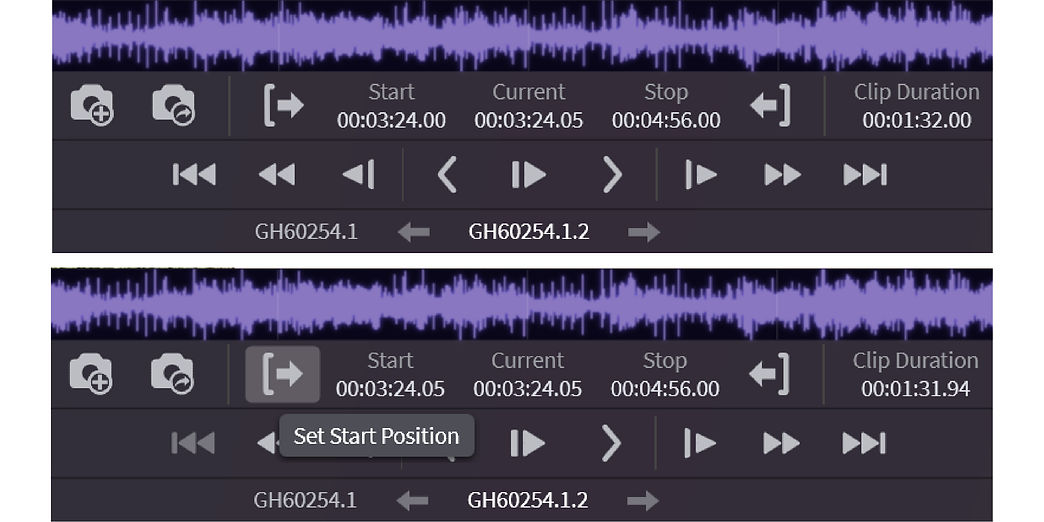 Start Current Stop Clip Duration
00:03:24.00 00:03:24.05 00:04:56.00 00:01:32.00
GH60254.1 GH60254.1.2
Start Current Stop Clip Duration
00:03:24.05 00:03:24.05 00:04:56.00 00:01:31.94
Set Start Position
GH60254.1 GH60254.1.2